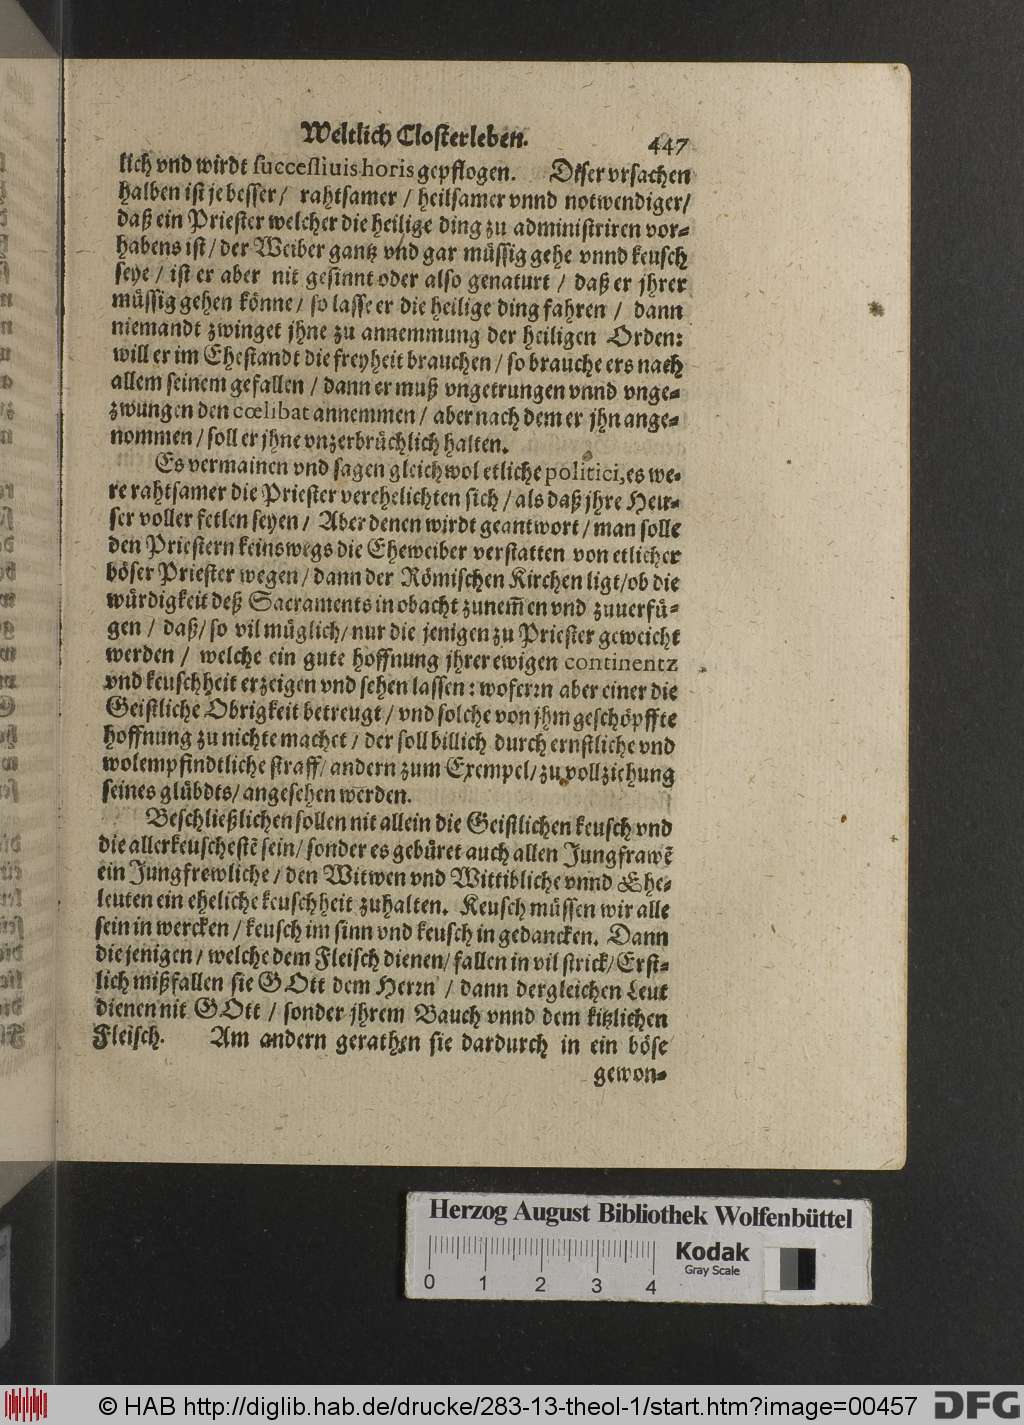 Weltlich Closterleben. 447
lich vnd wirdt successiuis horis gepflogen. Diser vrsachen
halben ist je besser / rahtsamer / heilsamer vnnd notwendiger/
daß ein Priester welcher die heilige ding zu administriren vor-
habens ist / der Weiber gantz vnd gar müssig gehe vnnd keusch
seye / ist er aber nit gesinnt oder also genaturt / daß er jhrer
müssig gehen könne / so lasse er die heilige ding fahren / dann
niemandt zwinget jhne zu annemmung der heiligen Orden:
will er im Ehestandt die freyheit brauchen / so brauche ers nach
allem seinem gefallen / dann er muß vngetrungen vnnd vnge-
zwungen den cœlibat annemmen / aber nach dem er jhn ange-
nommen / soll er jhne vnzerbrüchlich halten.
Es vermainen vnd sagen gleichwol etliche politici, es we-
re rahtsamer die Priester verehelichten sich / als daß jhre Heu-
ser voller fetlen seyen / Aber denen wirdt geantwort / man solle
den Priestern keinswegs die Eheweiber verstatten von etlicher
böser Priester wegen / dann der Römischen Kirchen ligt/ob die
würdigkeit deß Sacraments in obacht zunem̃en vnd zuuerfü-
gen / daß/ so vil müglich/ nur die jenigen zu Priester geweicht
werden / welche ein gute hoffnung jhrer ewigen continentz
vnd keuschheit erzeigen vnd sehen lassen: wofer:n aber einer die
Geistliche Obrigkeit betreugt / vnd solche von jhm geschöpffte
hoffnung zu nichte machet / der soll billich durch ernstliche vnd
wolempfindtliche straff/ andern zum Exempel/ zu vollziehung
seines glübdts/ angesehen werden.
Beschließlichen sollen nit allein die Geistlichen keusch vnd
die allerkeuschestẽ sein/ sonder es gebüret auch allen Jungfrawẽ
ein Jungfrewliche / den Witwen vnd Wittibliche vnnd Ehe-
leuten ein eheliche keuschheit zuhalten. Keusch müssen wir alle
sein in wercken / keusch im sinn vnd keusch in gedancken. Dann
die jenigen / welche dem Fleisch dienen/ fallen in vil strick/ Erst-
lich mißfallen sie GOtt dem Herrn / dann dergleichen Leut
dienen nit GOtt / sonder jhrem Bauch vnnd dem kitzlichen
Fleisch. Am andern gerathen sie dardurch in ein böse
gewon-
Herzog August Bibliothek Wolfenbüttel
Kodak
Gray Scale
0 1 2 3 4
© HAB http://diglib.hab.de/drucke/283-13-theol-1/start.htm?image=00457
DFG